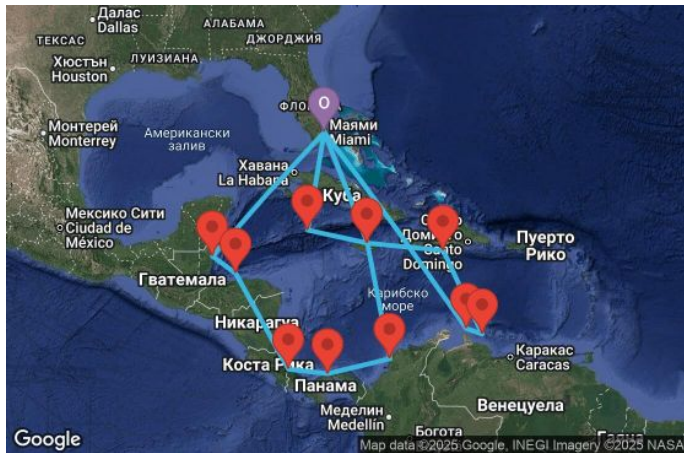 Далас
Dallas
АЛАБАМА
ТЕКСАС
ДЖОРДЖИЯ
ЛУИЗИАНА
Хюстън
Houston
O
Монтерей
Monterrey
Американски
залив
Маями
Miami
Хавана
La Habana
Куба
Мексико Сити
Ciudad de
México
Domingo
Пуерто
Рико
Гватемала
Карибско
море
Никарагуа
Коста Рика
Панама
Каракас
Caracas
Меделин
Medellín
Венецуела
Богота
Google
Map data ©2025 Google, INEGI Imagery ©2025 NASA